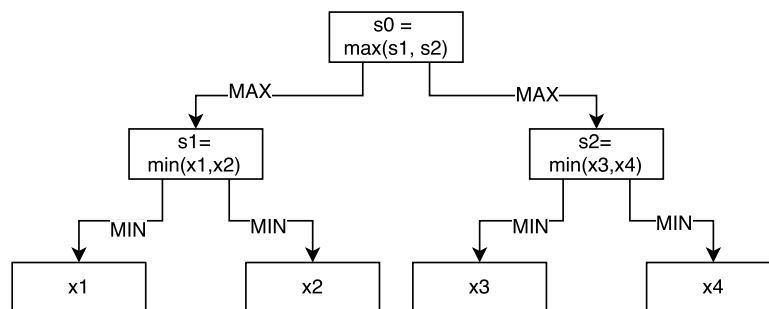 s0 =
max(s1, s2)
MAX
MAX
s1=
min(x1,x2)
s2=
min(x3,x4)
MIN
MIN
MIN
MIN
x1
x2
x3
x4